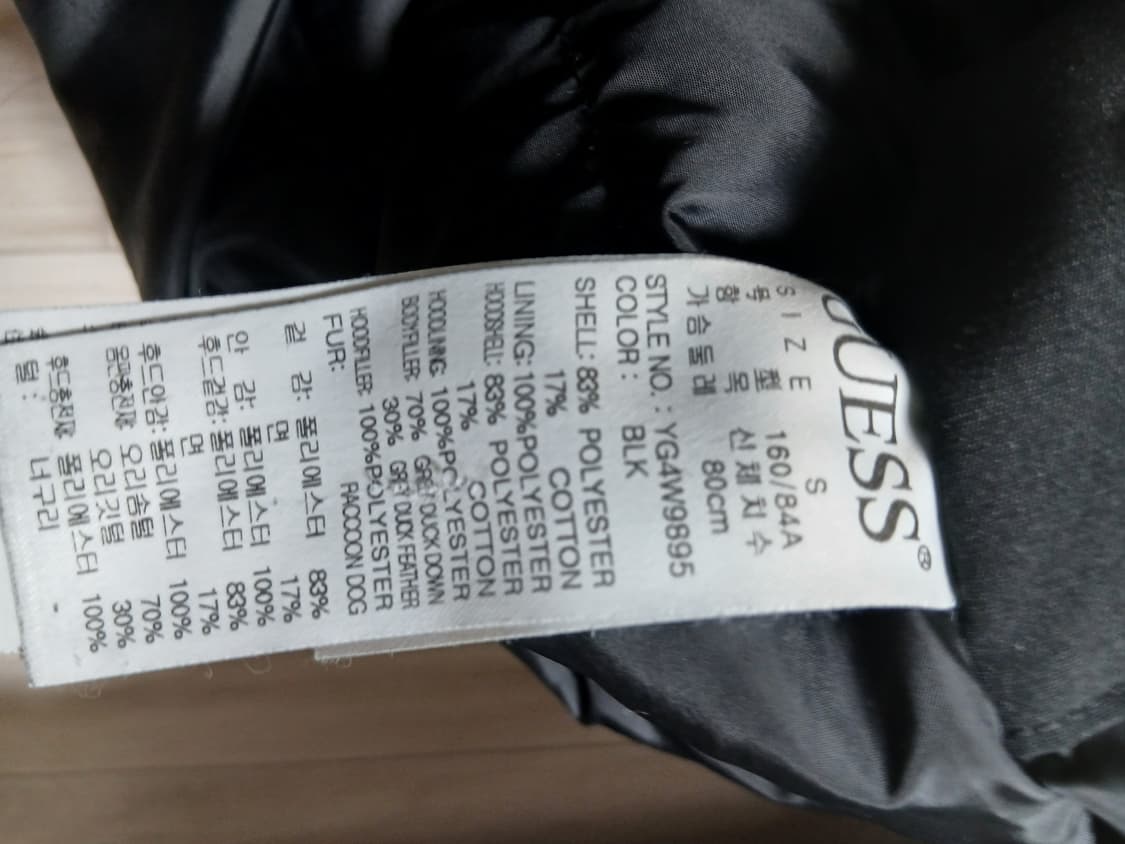 GUESS®
SIZE S
형 160/84A
항 목 신 체 치 수
가슴둘레 80cm
STYLE NO. : YG4W9895
COLOR : BLK
SHELL: 83% POLYESTER
17% COTTON
LINING: 100%POLYESTER
HOODSHELL: 83% POLYESTER
17% COTTON
HOODLINING: 100%POLYESTER
BODYFILLER: 70% GREY DUCK DOWN
30% GREY DUCK FEATHER
HOODFILLER: 100%POLYESTER
FUR: RACCOON DOG
겉 감: 폴리에스터 83%
면 17%
안 감: 폴리에스터 100%
후드겉감: 폴리에스터 83%
면 17%
후드안감: 폴리에스터 100%
몸판충전재: 오리솜털 70%
오리깃털 30%
후드충전재: 폴리에스터 100%
털 : 너구리 -